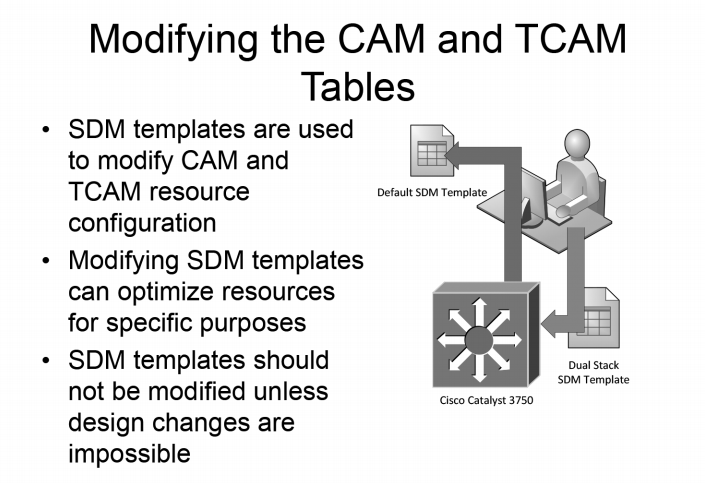 Modifying the CAM and TCAM
Tables
• SDM templates are used
to modify CAM and
TCAM resource
configuration
• Modifying SDM templates
can optimize resources
for specific purposes
• SDM templates should
not be modified unless
design changes are
impossible
Default SDM Template
Dual Stack
SDM Template
Cisco Catalyst 3750